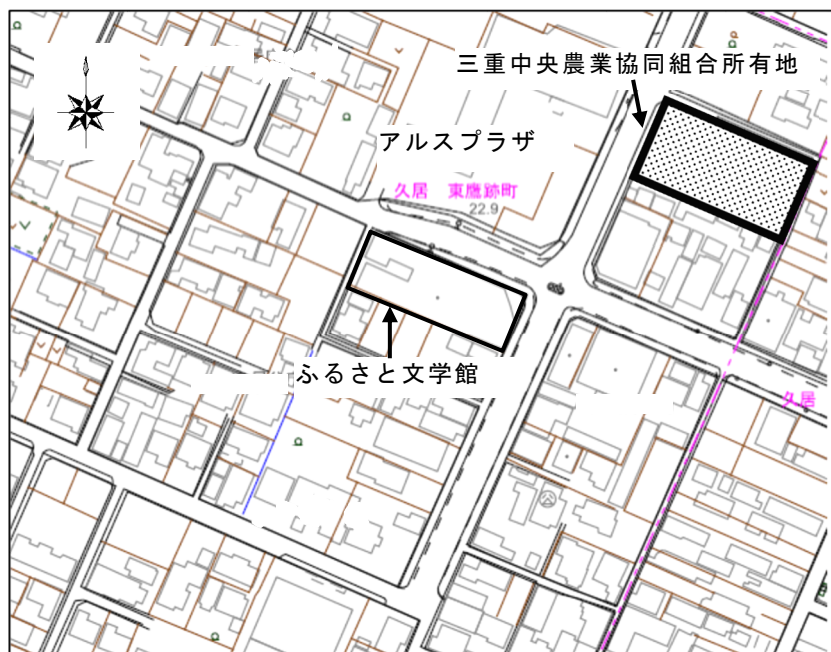 三重中央農業協同組合所有地
アルスプラザ
久居 東鷹跡町
22.9
ふるさと文学館
久居